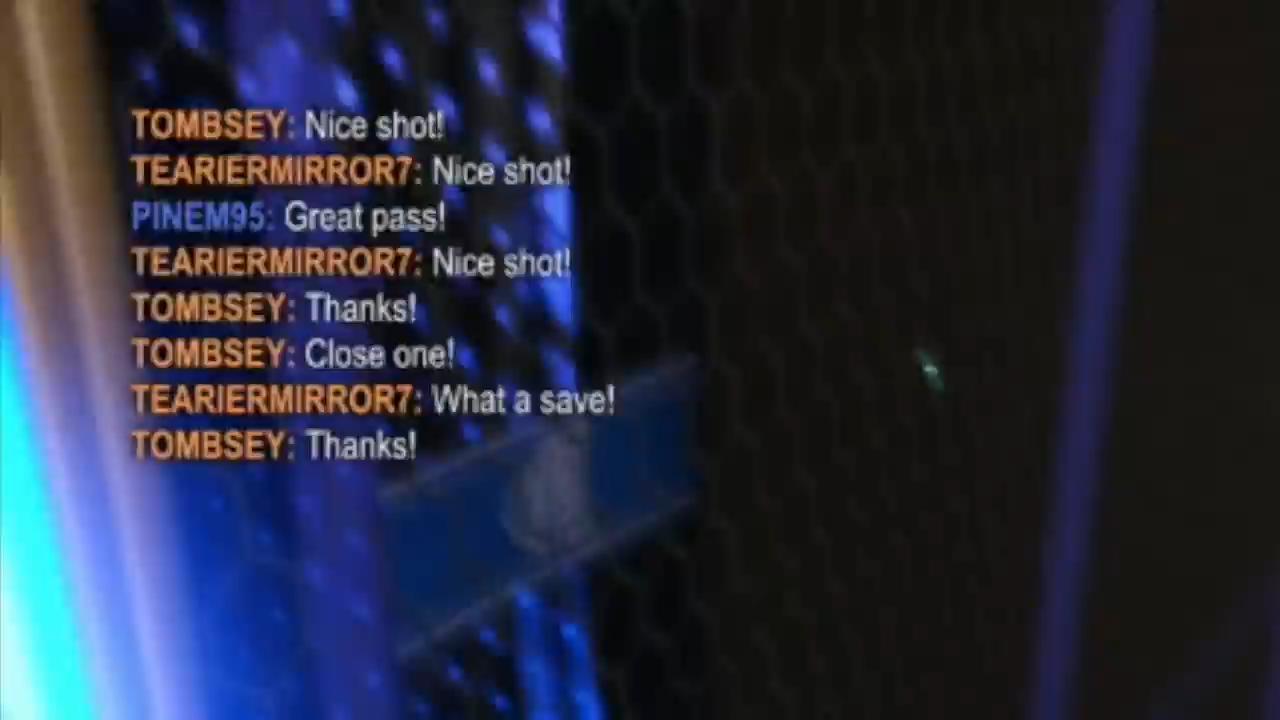 TOMBSEY: Nice shot!
TEARIERMIRROR7: Nice shot!
PINEM95: Great pass!
TEARIERMIRROR7: Nice shot!
TOMBSEY: Thanks!
TOMBSEY: Close one!
TEARIERMIRROR7: What a save!
TOMBSEY: Thanks!